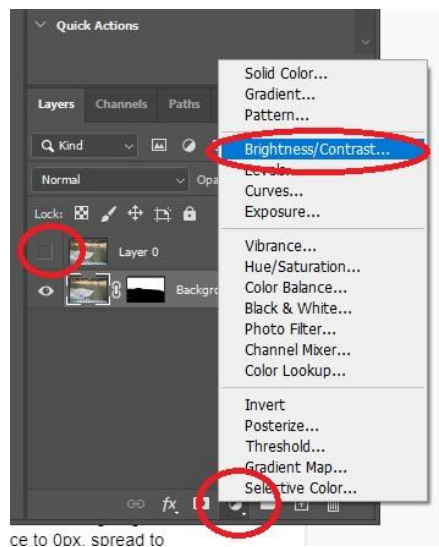 Quick Actions
Layers Channels Paths
Kind
Normal
Lock:
Layer 0
Solid Color...
Gradient...
Pattern...
Brightness/Contrast...
Levels...
Curves...
Exposure...
Vibrance...
Hue/Saturation...
Color Balance...
Black & White...
Photo Filter...
Channel Mixer...
Color Lookup...
Invert
Posterize...
Threshold...
Gradient Map...
Selective Color...
fx
ce to 0px, spread to